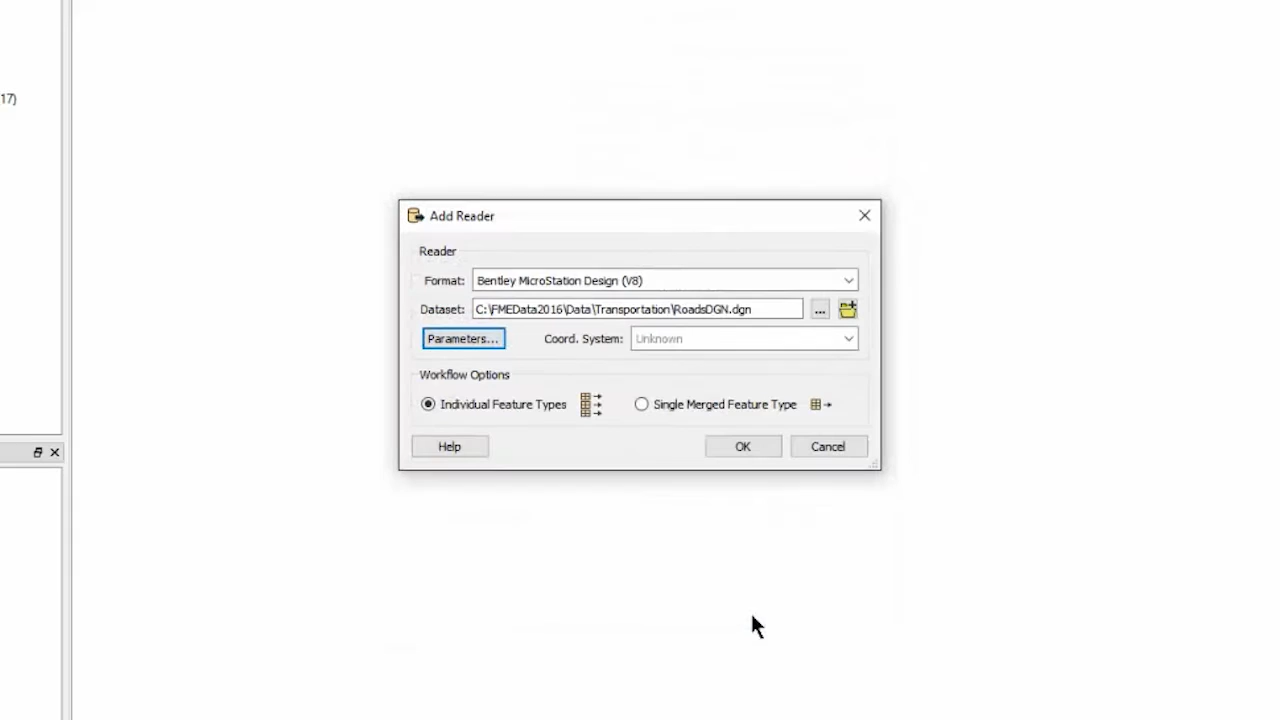 17)
Add Reader
Reader
Format: Bentley MicroStation Design (V8)
Dataset: C:\FMEData2016\Data\Transportation\RoadsDGN.dgn ...
Parameters... Coord. System: Unknown
Workflow Options
Individual Feature Types Single Merged Feature Type
Help OK Cancel